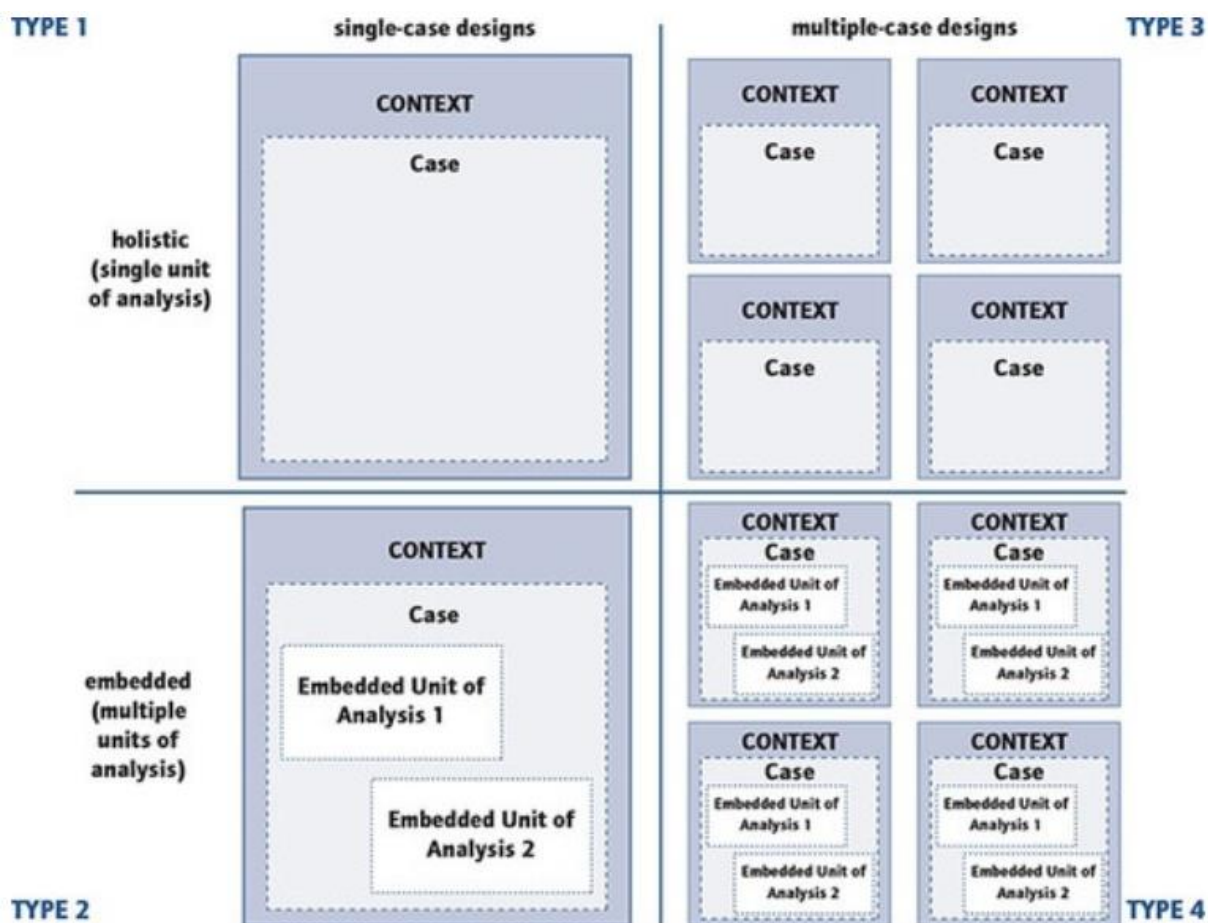 TYPE 1
single-case designs
multiple-case designs
TYPE 3
CONTEXT
Case
holistic
(single unit
of analysis)
CONTEXT
Case
CONTEXT
Case
CONTEXT
Case
CONTEXT
Case
embedded
(multiple
units of
analysis)
CONTEXT
Case
Embedded Unit of
Analysis 1
Embedded Unit of
Analysis 2
CONTEXT
Case
Embedded Unit of
Analysis 1
Embedded Unit of
Analysis 2
CONTEXT
Case
Embedded Unit of
Analysis 1
Embedded Unit of
Analysis 2
CONTEXT
Case
Embedded Unit of
Analysis 1
Embedded Unit of
Analysis 2
CONTEXT
Case
Embedded Unit of
Analysis 1
Embedded Unit of
Analysis 2
TYPE 2
TYPE 4